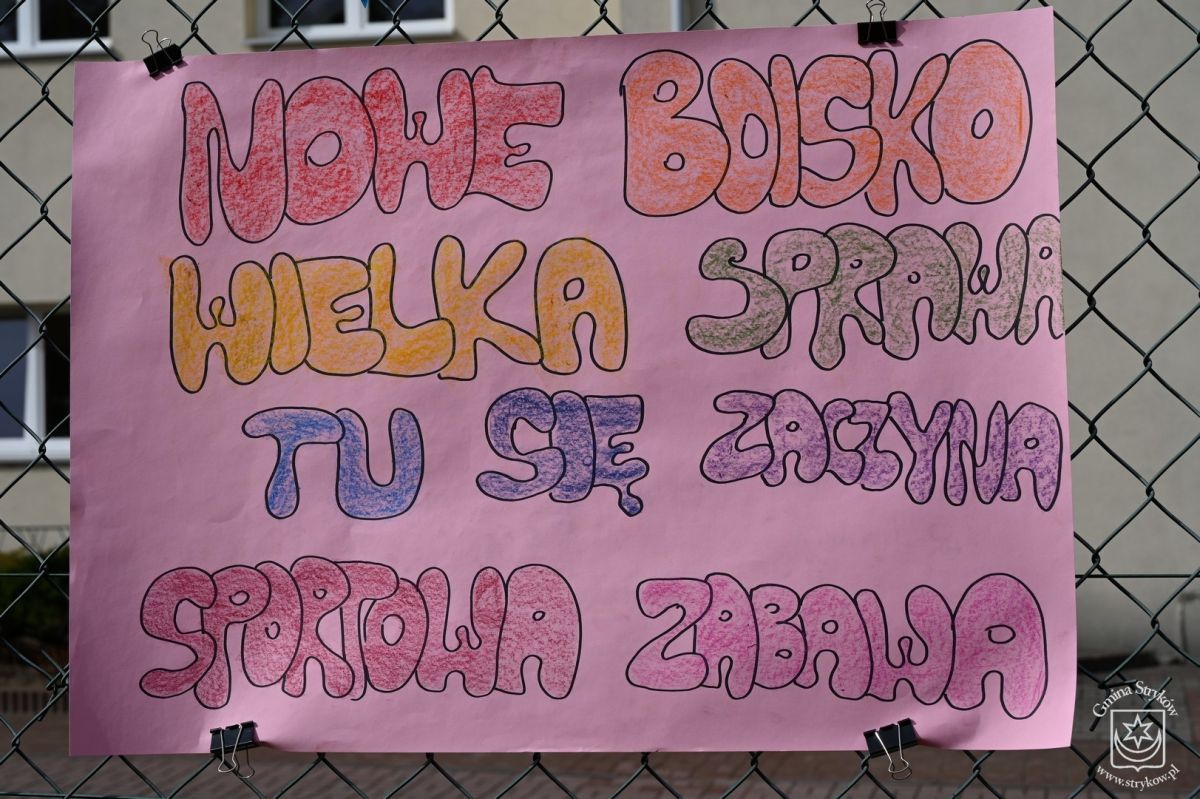 NOWE BOISKO
WIELKA SPRAWA
TU SIĘ ZACZYNA
SPORTOWA ZABAWA
Gmina Stryków
www.strykow.pl